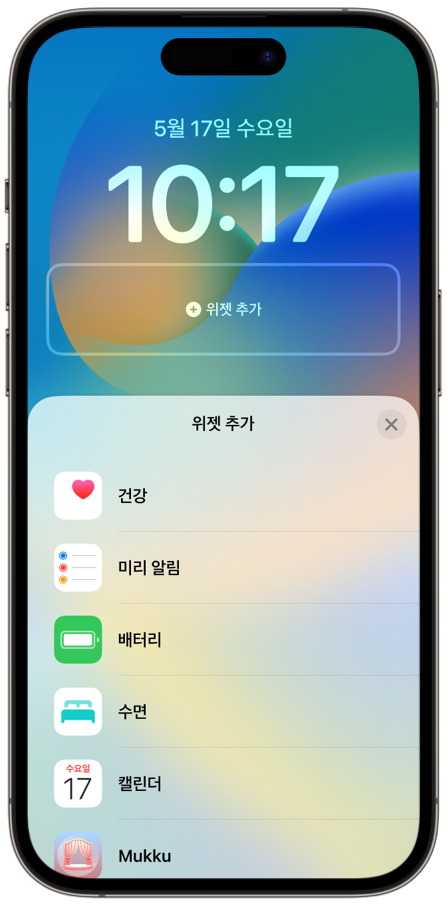 5월 17일 수요일
10:17
위젯 추가
위젯 추가
건강
미리 알림
배터리
수면
수요일
17
캘린더
Mukku